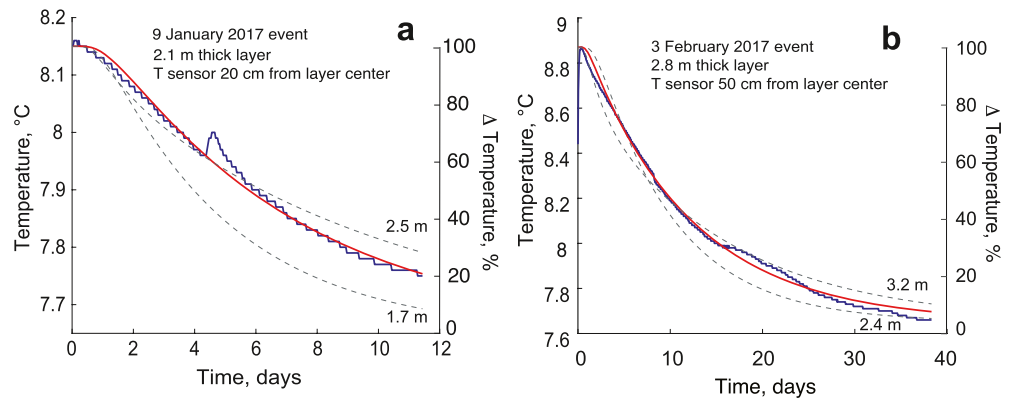 8.2
8.1
8
7.9
7.8
7.7
Temperature, °C
9 January 2017 event
2.1 m thick layer
T sensor 20 cm from layer center
a
100
80
60
40
20
0
Δ Temperature, %
2.5 m
1.7 m
0 2 4 6 8 10 12
Time, days
9
8.8
8.6
8.4
8.2
8
7.8
7.6
Temperature, °C
3 February 2017 event
2.8 m thick layer
T sensor 50 cm from layer center
b
100
80
60
40
20
0
Δ Temperature, %
3.2 m
2.4 m
0 10 20 30 40
Time, days